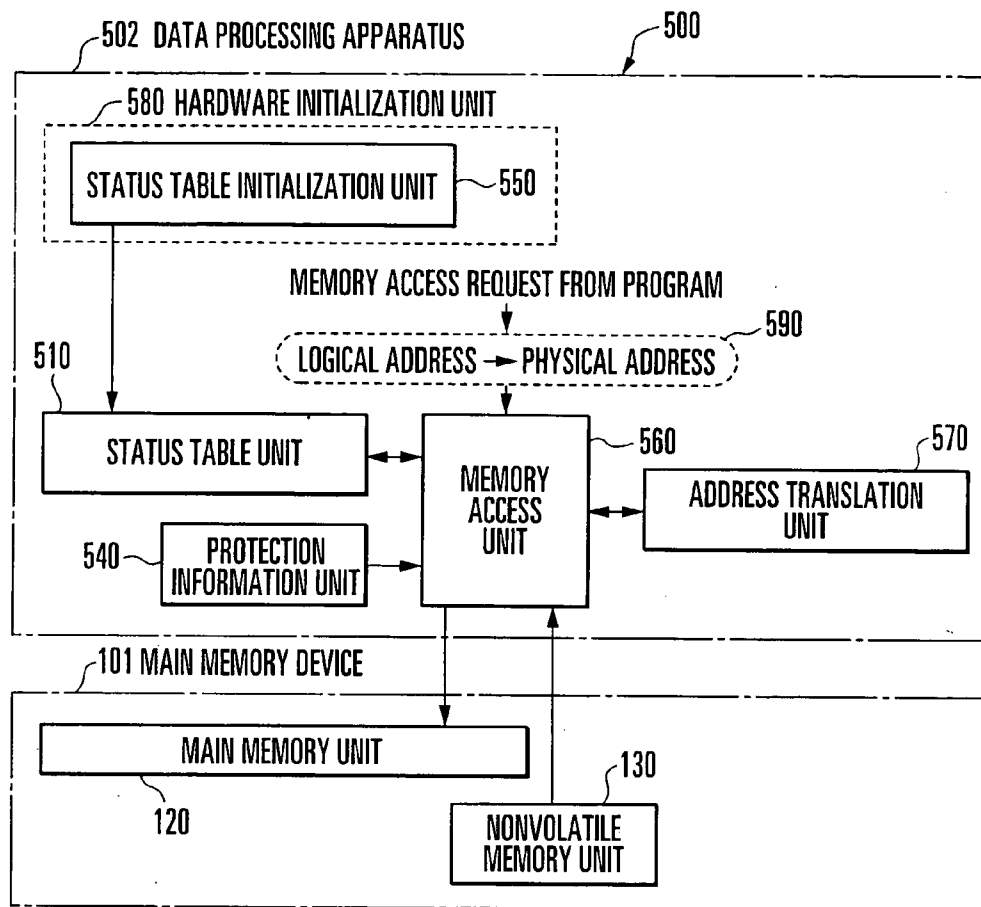 502 DATA PROCESSING APPARATUS
500
580 HARDWARE INITIALIZATION UNIT
STATUS TABLE INITIALIZATION UNIT
550
MEMORY ACCESS REQUEST FROM PROGRAM
590
LOGICAL ADDRESS
PHYSICAL ADDRESS
510
STATUS TABLE UNIT
560
MEMORY
ACCESS
UNIT
570
ADDRESS TRANSLATION
UNIT
540
PROTECTION
INFORMATION UNIT
101 MAIN MEMORY DEVICE
MAIN MEMORY UNIT
120
130
NONVOLATILE
MEMORY UNIT